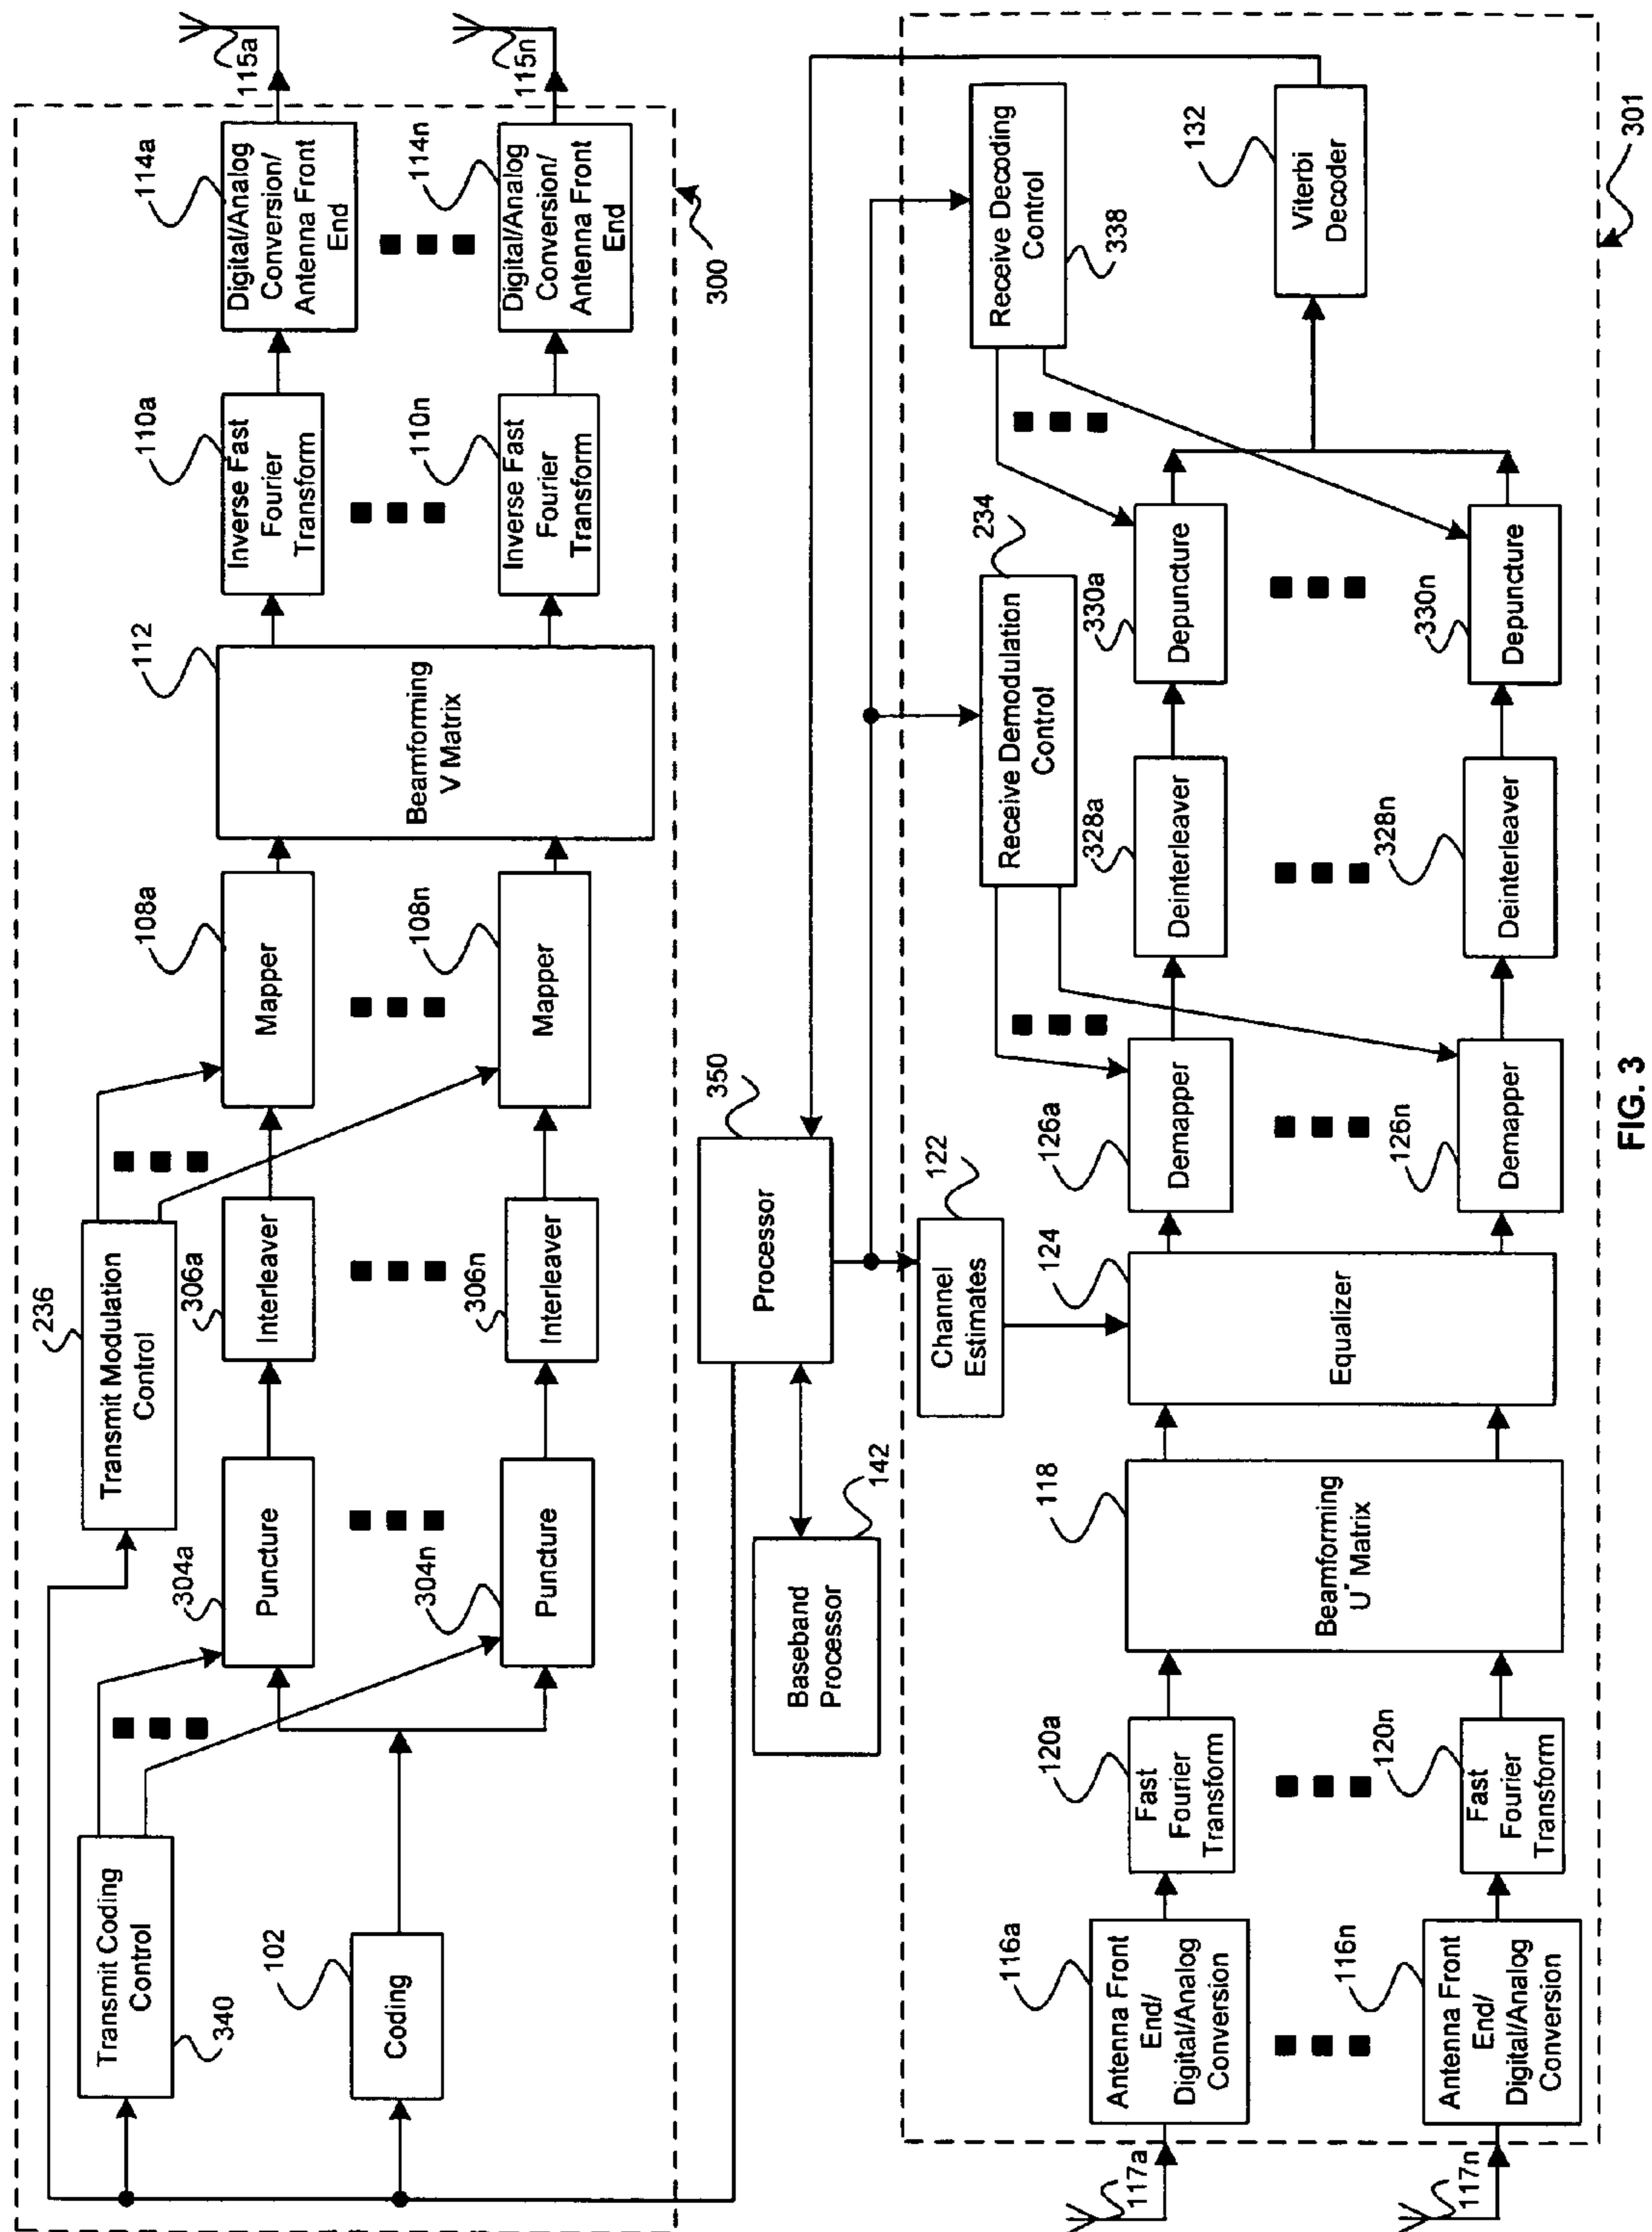 Transmit Coding
Control
340
Coding
102
Transmit Modulation
Control
236
Puncture
304a
Puncture
304n
Interleaver
306a
Interleaver
306n
Mapper
108a
Mapper
108n
Beamforming
V Matrix
112
Inverse Fast
Fourier
Transform
110a
Inverse Fast
Fourier
Transform
110n
Digital/Analog
Conversion/
Antenna Front
End
114a
Digital/Analog
Conversion/
Antenna Front
End
114n
115a
115n
300
Baseband
Processor
142
Processor
350
117a
117n
Antenna Front
End/
Digital/Analog
Conversion
116a
Antenna Front
End/
Digital/Analog
Conversion
116n
Fast
Fourier
Transform
120a
Fast
Fourier
Transform
120n
Beamforming
U* Matrix
118
Channel
Estimates
122
Equalizer
124
Demapper
126a
Demapper
126n
Receive Demodulation
Control
234
Deinterleaver
328a
Deinterleaver
328n
Depuncture
330a
Depuncture
330n
Receive Decoding
Control
338
Viterbi
Decoder
132
301
FIG. 3